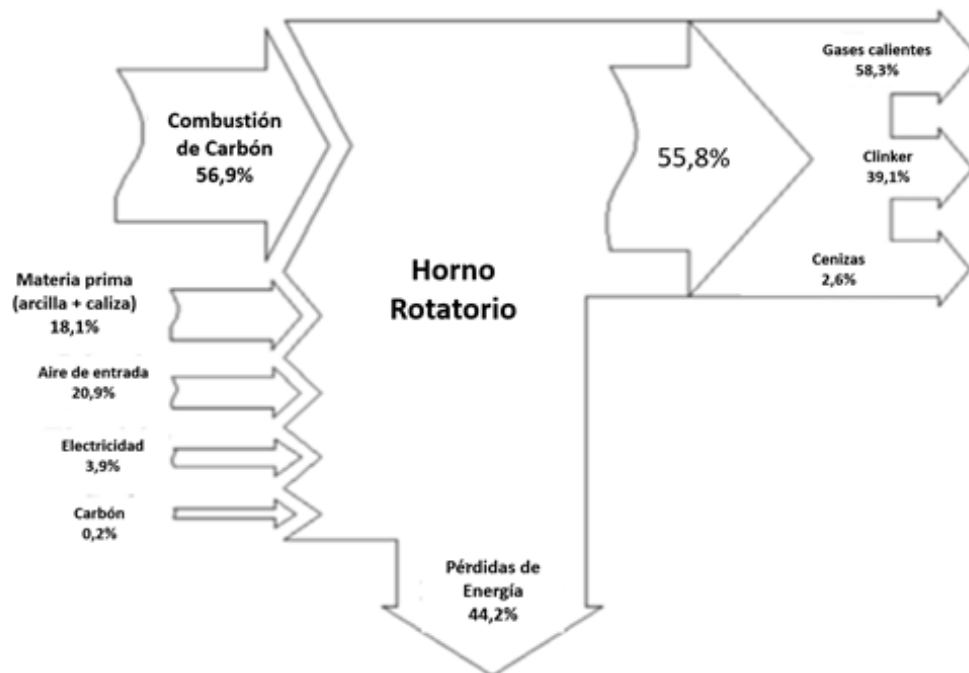 Combustión
de Carbón
56,9%
Materia prima
(arcilla + caliza)
18,1%
Aire de entrada
20,9%
Electricidad
3,9%
Carbón
0,2%
Horno
Rotatorio
Pérdidas de
Energía
44,2%
55,8%
Gases calientes
58,3%
Clinker
39,1%
Cenizas
2,6%